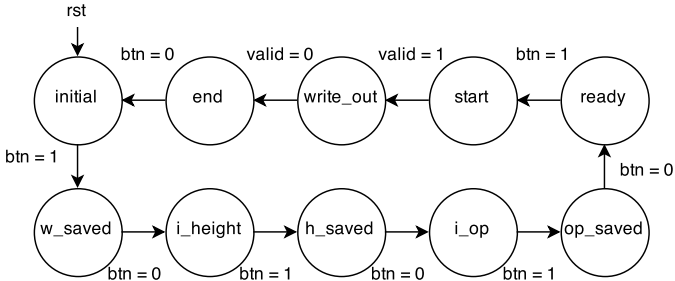 rst
btn = 0
valid = 0
valid = 1
btn = 1
initial
end
write_out
start
ready
btn = 1
btn = 0
w_saved
i_height
h_saved
i_op
op_saved
btn = 0
btn = 1
btn = 0
btn = 1